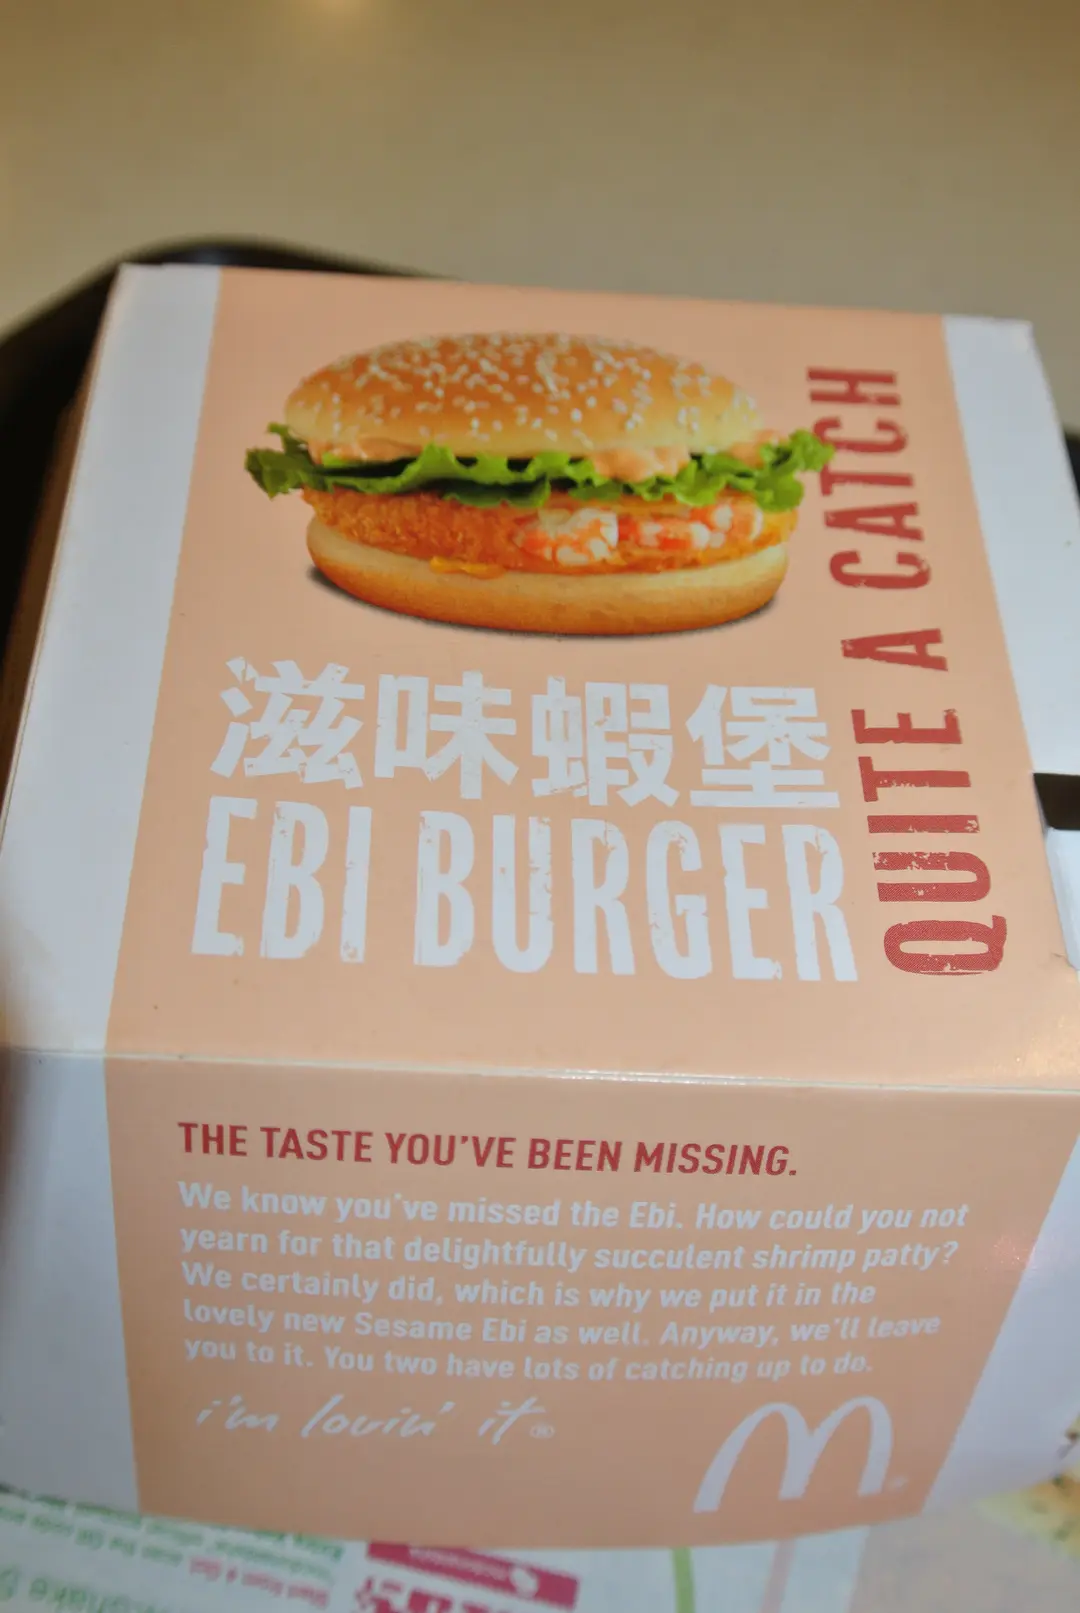 滋味蝦堡
EBI BURGER
QUITE A CATCH
THE TASTE YOU'VE BEEN MISSING.
We know you've missed the Ebi. How could you not
yearn for that delightfully succulent shrimp patty?
We certainly did, which is why we put it in the
lovely new Sesame Ebi as well. Anyway, we'll leave
you to it. You two have lots of catching up to do.
i'm lovin' it®